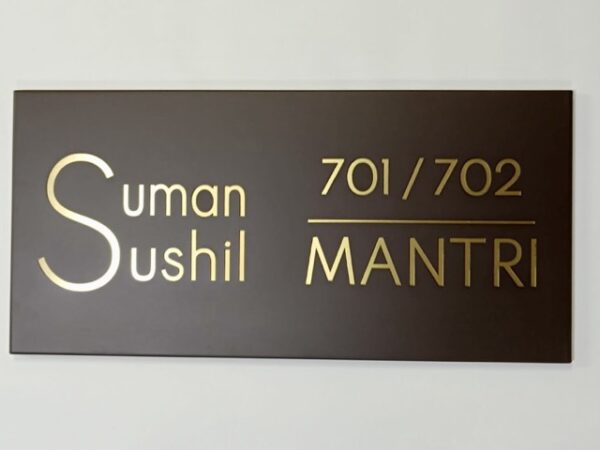 Suman
Sushil
701/702
MANTRI